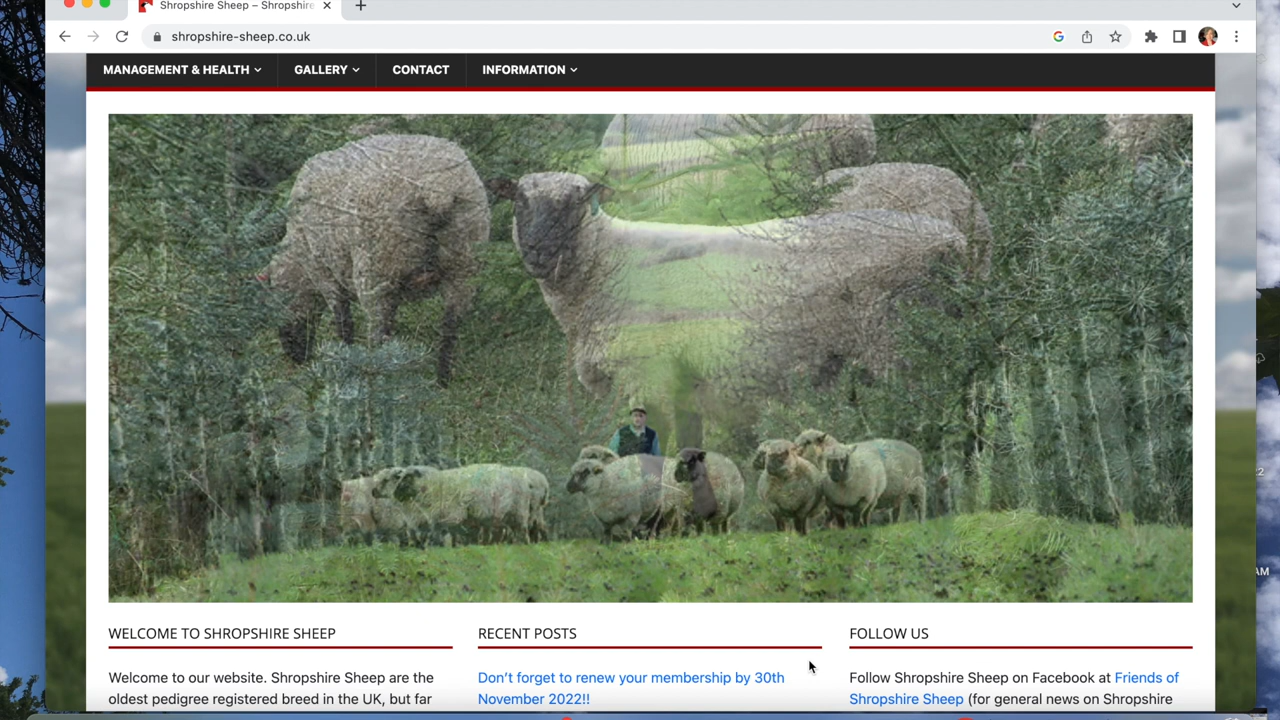 Shropshire Sheep – Shropshire
shropshire-sheep.co.uk
MANAGEMENT & HEALTH GALLERY CONTACT INFORMATION
WELCOME TO SHROPSHIRE SHEEP
Welcome to our website. Shropshire Sheep are the
oldest pedigree registered breed in the UK, but far
RECENT POSTS
Don't forget to renew your membership by 30th
November 2022!!
FOLLOW US
Follow Shropshire Sheep on Facebook at Friends of
Shropshire Sheep (for general news on Shropshire
AM